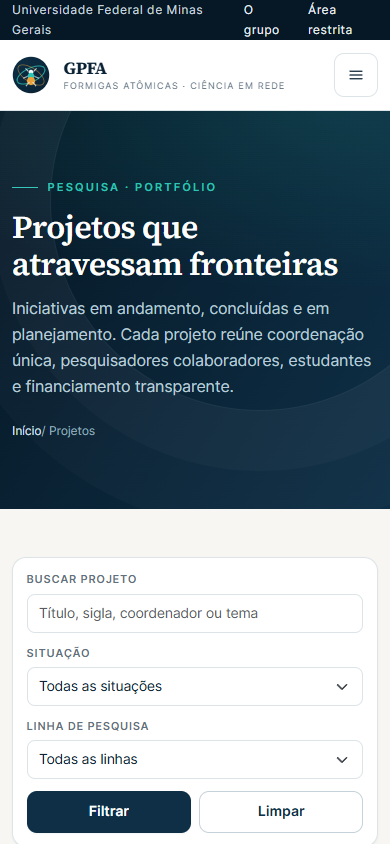 Universidade Federal de Minas Gerais
O grupo
Área restrita
GPFA
FORMIGAS ATÔMICAS · CIÊNCIA EM REDE
PESQUISA · PORTFÓLIO
Projetos que
atravessam fronteiras
Iniciativas em andamento, concluídas e em
planejamento. Cada projeto reúne coordenação
única, pesquisadores colaboradores, estudantes
e financiamento transparente.
Início/ Projetos
BUSCAR PROJETO
Título, sigla, coordenador ou tema
SITUAÇÃO
Todas as situações
LINHA DE PESQUISA
Todas as linhas
Filtrar
Limpar